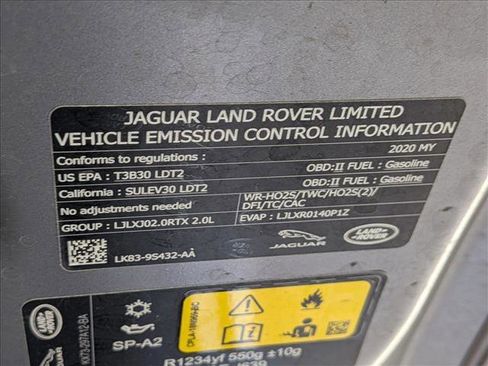 JAGUAR LAND ROVER LIMITED
VEHICLE EMISSION CONTROL INFORMATION
Conforms to regulations: 2020 MY
US EPA : T3B30 LDT2 OBD:II FUEL : Gasoline
California : SULEV30 LDT2 OBD:II FUEL : Gasoline
No adjustments needed WR-HO2S/TWC/HO2S(2)/
DFI/TC/CAC
GROUP : LJLXJ02.0RTX 2.0L EVAP : LJLXR0140P1Z
LK83-9S432-AA
JAGUAR
LAND-ROVER
LAND-ROVER
JAGUAR
SP-A2
R1234yf 550g ±10g